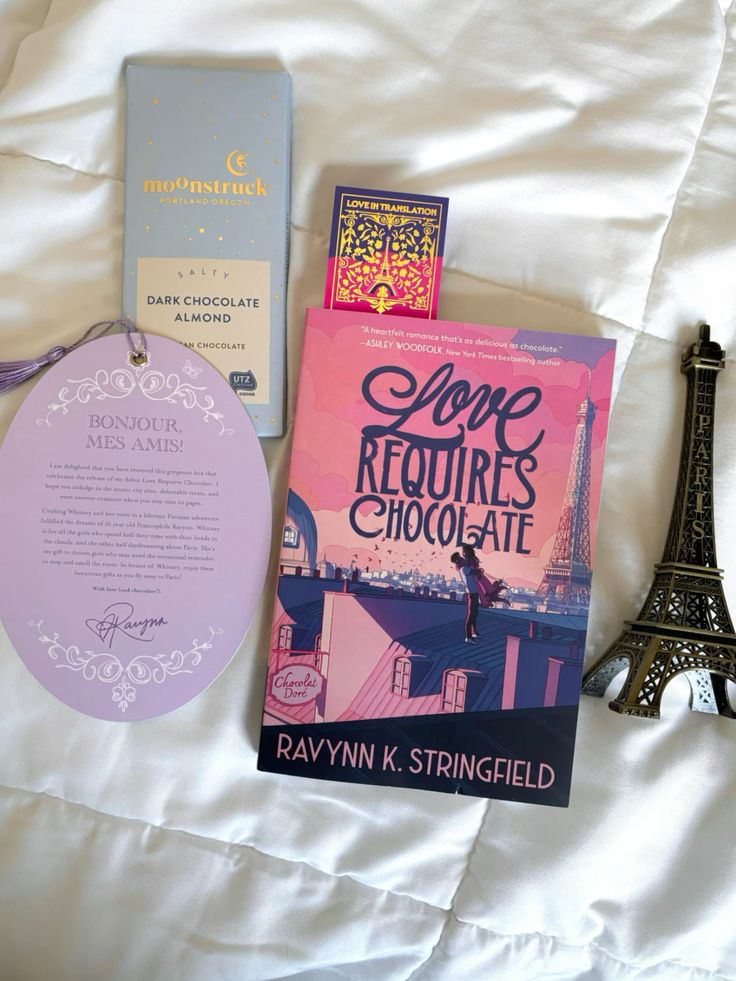 moonstruck
PORTLAND OREGON
SALTY
DARK CHOCOLATE
ALMOND
AN CHOCOLATE
UTZ
Certified
COCOA
LOVE IN TRANSLATION
BONJOUR,
MES AMIS!
I am delighted that you have received this gorgeous box that
celebrates the release of my debut Love Requires Chocolate. I
hope you indulge in the iconic city sites, delectable treats, and
even sweeter romance when you step into its pages.
Crafting Whitney and her once in a lifetime Parisian adventure
fulfilled the dreams of 16 year old Francophile Ravynn. Whitney
is for all the girls who spend half their time with their heads in
the clouds, and the other half daydreaming about Paris. She's
my gift to driven girls who may need the occasional reminder
to stop and smell the roses. In honor of Whitney, enjoy these
luxurious gifts as you fly away to Paris!
With love (and chocolate!),
Ravynn
"A heartfelt romance that's as delicious as chocolate."
—ASHLEY WOODFOLK, New York Times bestselling author
Love
REQUIRES
CHOCOLATE
Chocolat
Doré
RAVYNN K. STRINGFIELD
PARIS
PARIS